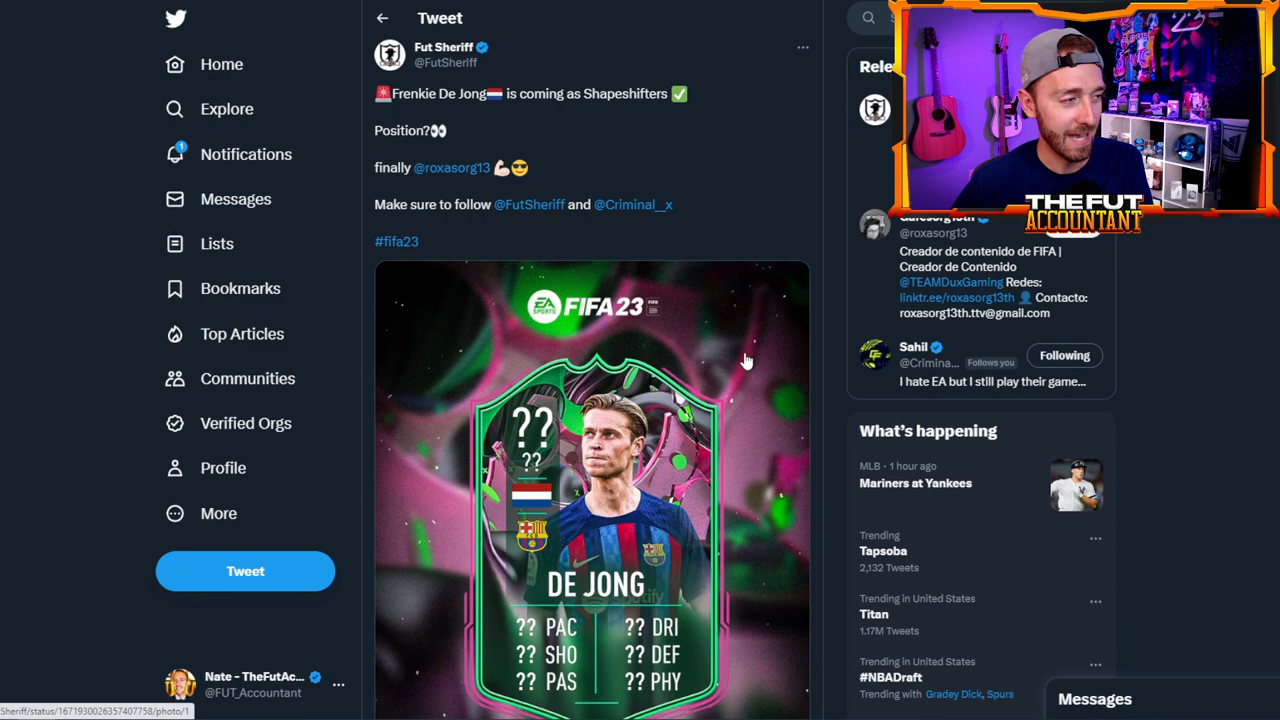 Home
Explore
1
Notifications
Messages
Lists
Bookmarks
Top Articles
Communities
Verified Orgs
Profile
More
Tweet
Nate - TheFutAc...
@FUT_Accountant
Sheriff/status/1671930026357407758/photo/1
Tweet
Fut Sheriff
@FutSheriff
🚨Frenkie De Jong🇳🇱 is coming as Shapeshifters ✅
Position?👀
finally @roxasorg13 💪🏻😎
Make sure to follow @FutSheriff and @Criminal__x
#fifa23
EA SPORTS FIFA 23
??
??
DE JONG
?? PAC ?? DRI
?? SHO ?? DEF
?? PAS ?? PHY
Rele
THE FUT
ACCOUNTANT
@roxasorg13
Creador de contenido de FIFA |
Creador de Contenido
@TEAMDuxGaming Redes:
linktr.ee/roxasorg13th 👤 Contacto:
roxasorg13th.ttv@gmail.com
Sahil
@Crimina... Follows you
Following
I hate EA but I still play their game...
What's happening
MLB · 1 hour ago
Mariners at Yankees
Trending
Tapsoba
2,132 Tweets
Trending in United States
Titan
1.17M Tweets
Trending in United States
#NBADraft
Trending with Gradey Dick, Spurs
Messages